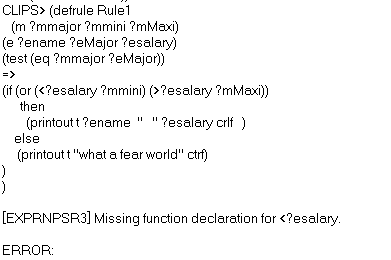 CLIPS> (defrule Rule1
(m ?mmajor ?mmini ?mMaxi)
(e ?ename ?eMajor ?esalary)
(test (eq ?mmajor ?eMajor))
=>
(if (or (<?esalary ?mmini) (>?esalary ?mMaxi))
then
(printout t ?ename " " ?esalary crlf )
else
(printout t "what a fear world" ctrf)
)
)
[EXPRNPSR3] Missing function declaration for <?esalary.
ERROR: